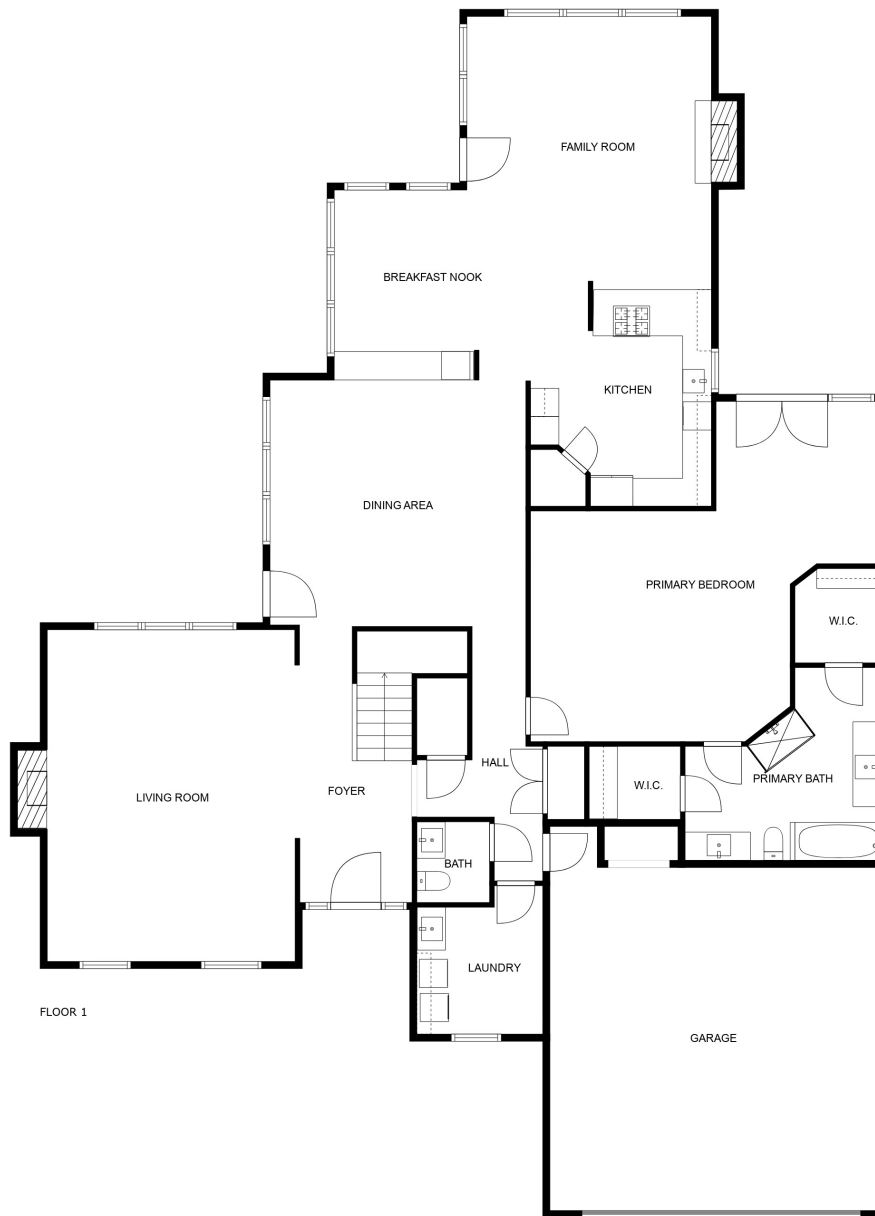 FAMILY ROOM
BREAKFAST NOOK
KITCHEN
DINING AREA
PRIMARY BEDROOM
W.I.C.
HALL
PRIMARY BATH
W.I.C.
FOYER
LIVING ROOM
BATH
LAUNDRY
FLOOR 1
GARAGE